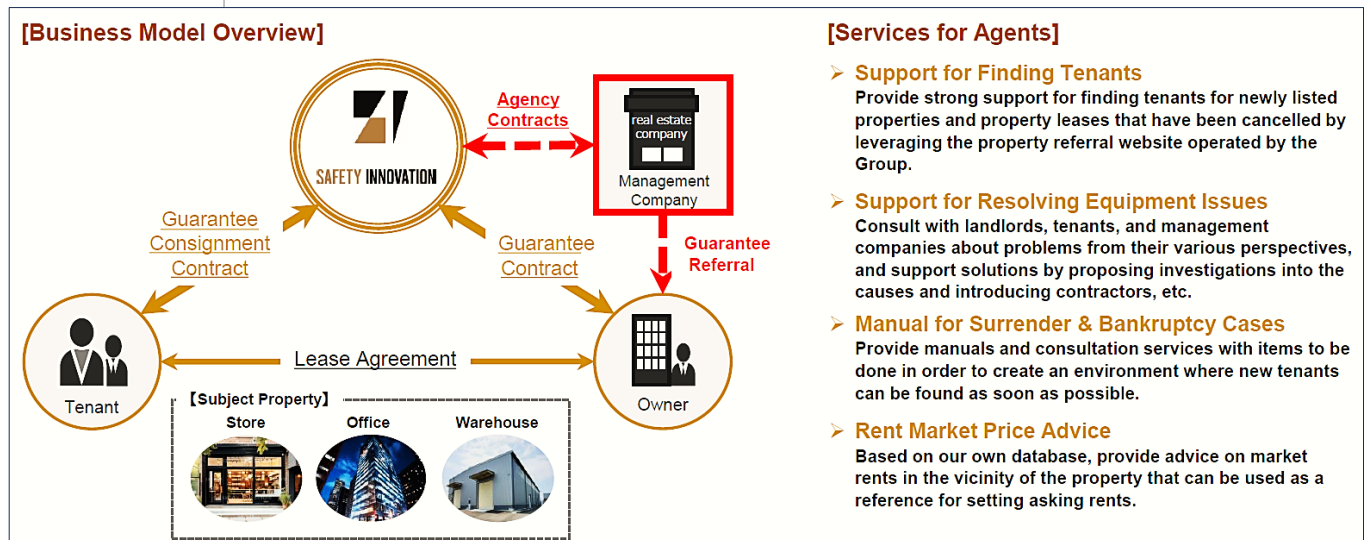 [Business Model Overview]
SAFETY INNOVATION
Agency
Contracts
real estate
company
Management
Company
Guarantee
Consignment
Contract
Guarantee
Contract
Guarantee
Referral
Tenant
Lease Agreement
Owner
【Subject Property】
Store
Office
Warehouse
[Services for Agents]
➢ Support for Finding Tenants
Provide strong support for finding tenants for newly listed
properties and property leases that have been cancelled by
leveraging the property referral website operated by the
Group.
➢ Support for Resolving Equipment Issues
Consult with landlords, tenants, and management
companies about problems from their various perspectives,
and support solutions by proposing investigations into the
causes and introducing contractors, etc.
➢ Manual for Surrender & Bankruptcy Cases
Provide manuals and consultation services with items to be
done in order to create an environment where new tenants
can be found as soon as possible.
➢ Rent Market Price Advice
Based on our own database, provide advice on market
rents in the vicinity of the property that can be used as a
reference for setting asking rents.